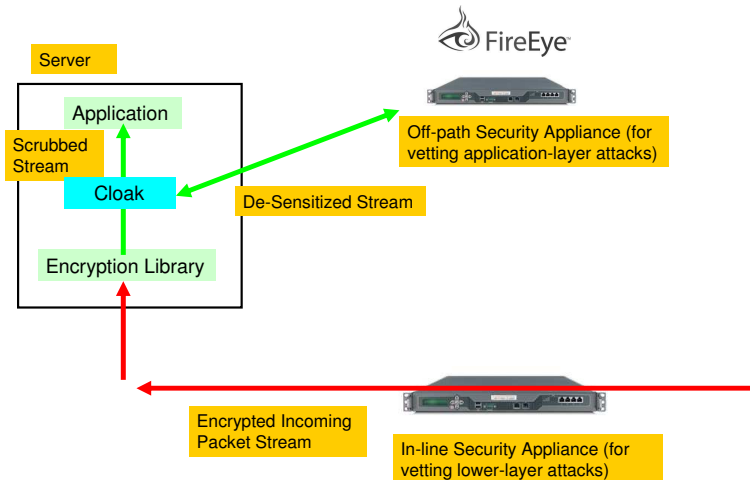 FireEye™
Server
Application
Scrubbed
Stream
Off-path Security Appliance (for
vetting application-layer attacks)
Cloak
De-Sensitized Stream
Encryption Library
Encrypted Incoming
Packet Stream
In-line Security Appliance (for
vetting lower-layer attacks)